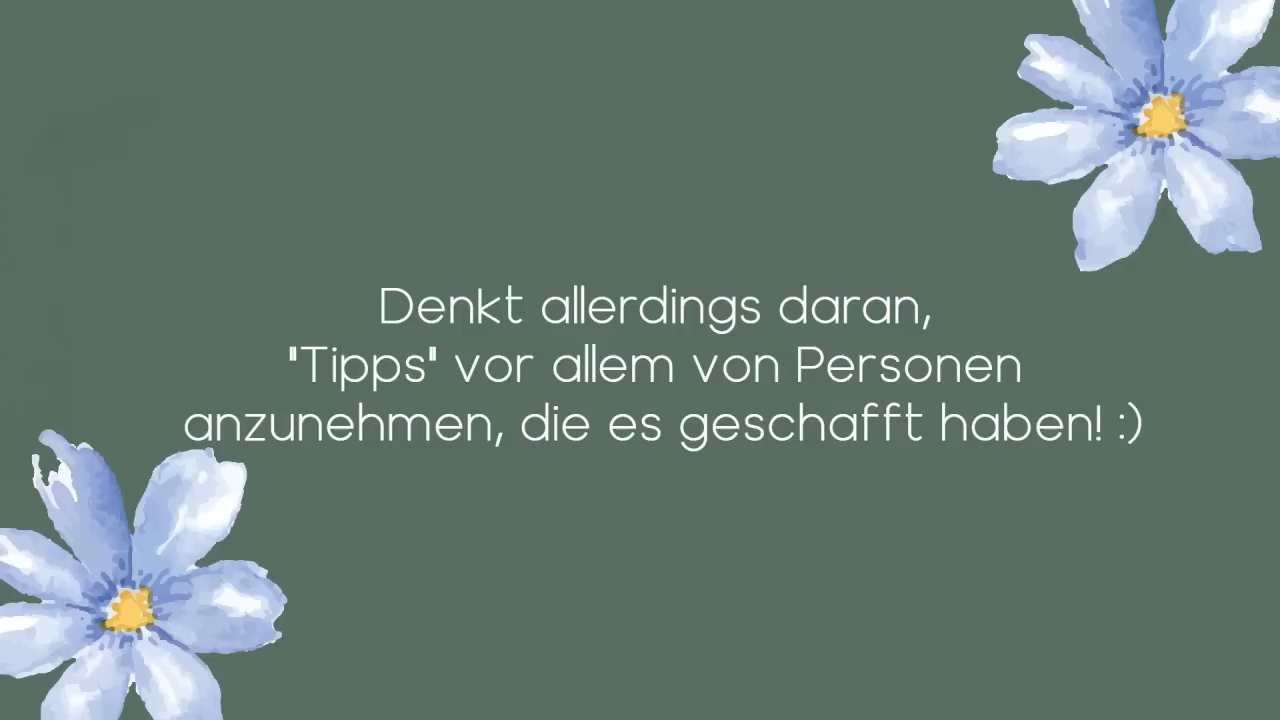 Denkt allerdings daran,
"Tipps" vor allem von Personen
anzunehmen, die es geschafft haben! :)